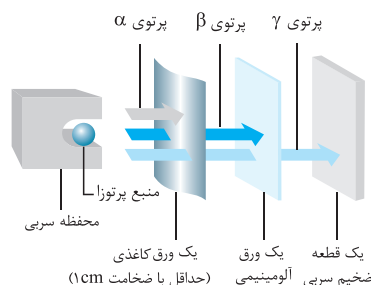 پرتوی α
پرتوی β
پرتوی γ
منبع پرتوزا
محفظه سربی
یک ورق کاغذی
(حداقل با ضخامت ۱cm)
یک ورق
آلومینیمی
یک قطعه
ضخیم سربی